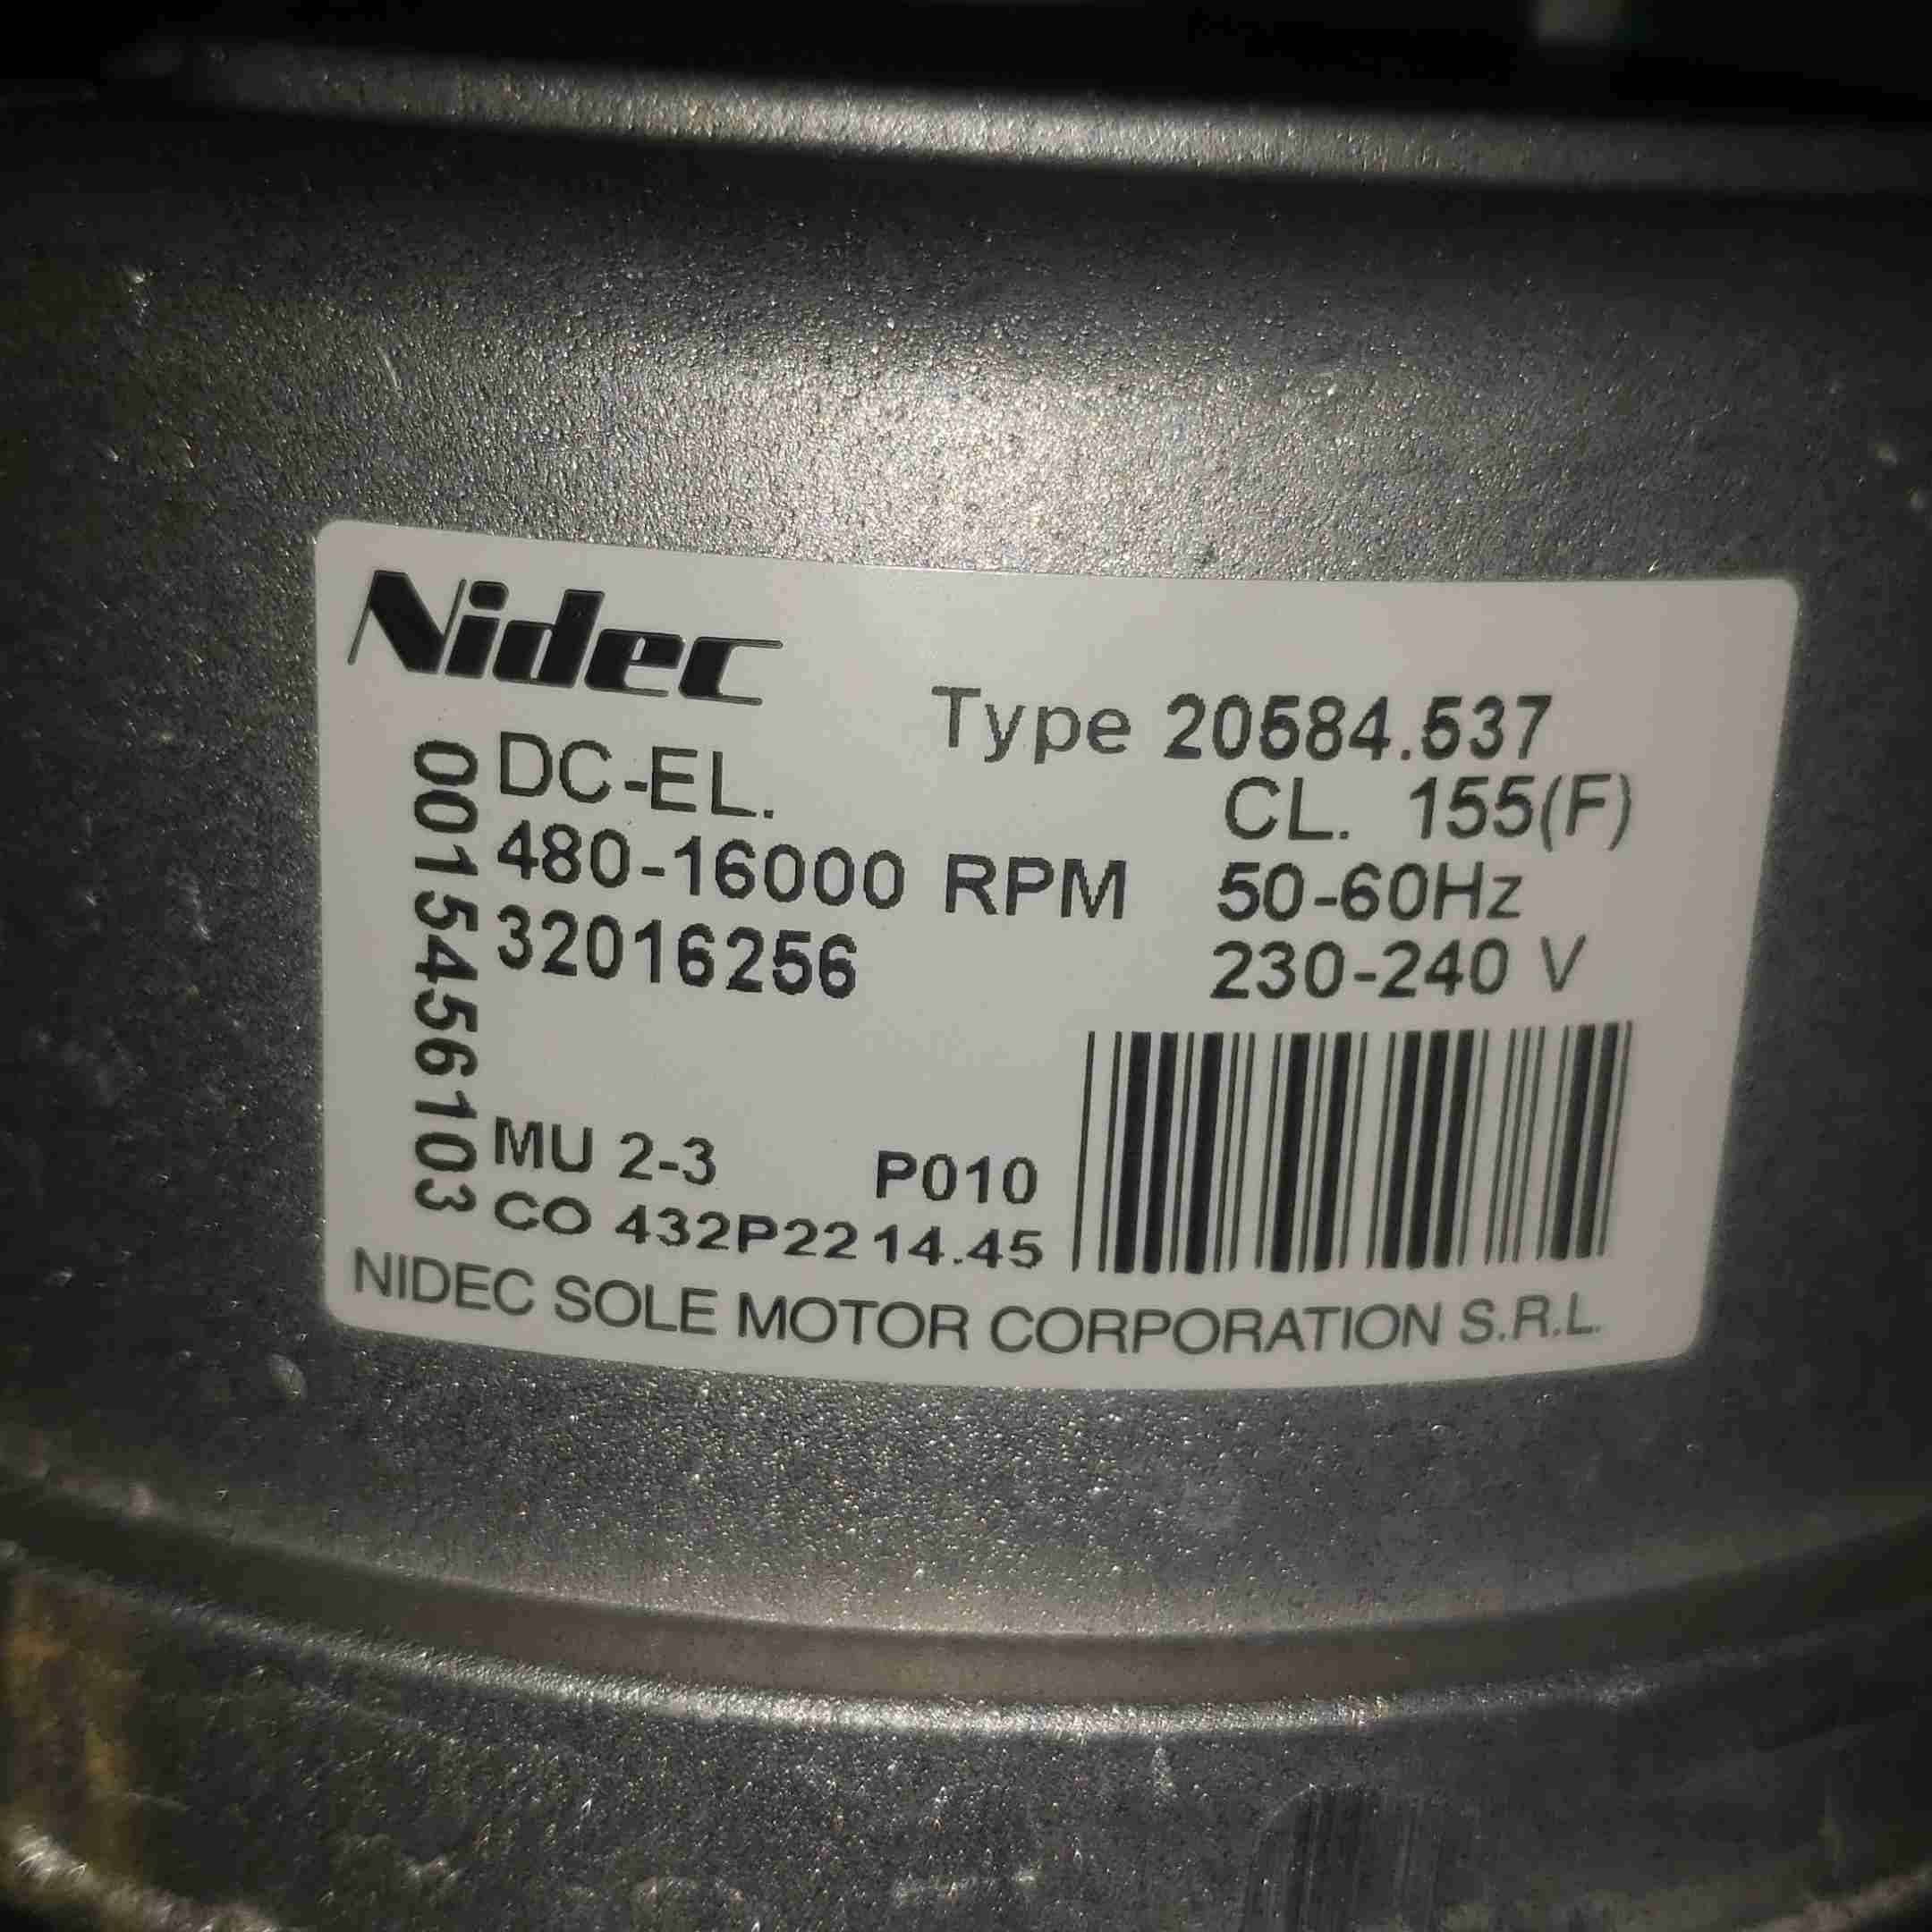 Nidec
Type 20584.537
DC-EL.
CL. 155(F)
480-16000 RPM
50-60Hz
32016256
230-240 V
0015456103
MU 2-3
P010
CO 432P22 14.45
NIDEC SOLE MOTOR CORPORATION S.R.L.